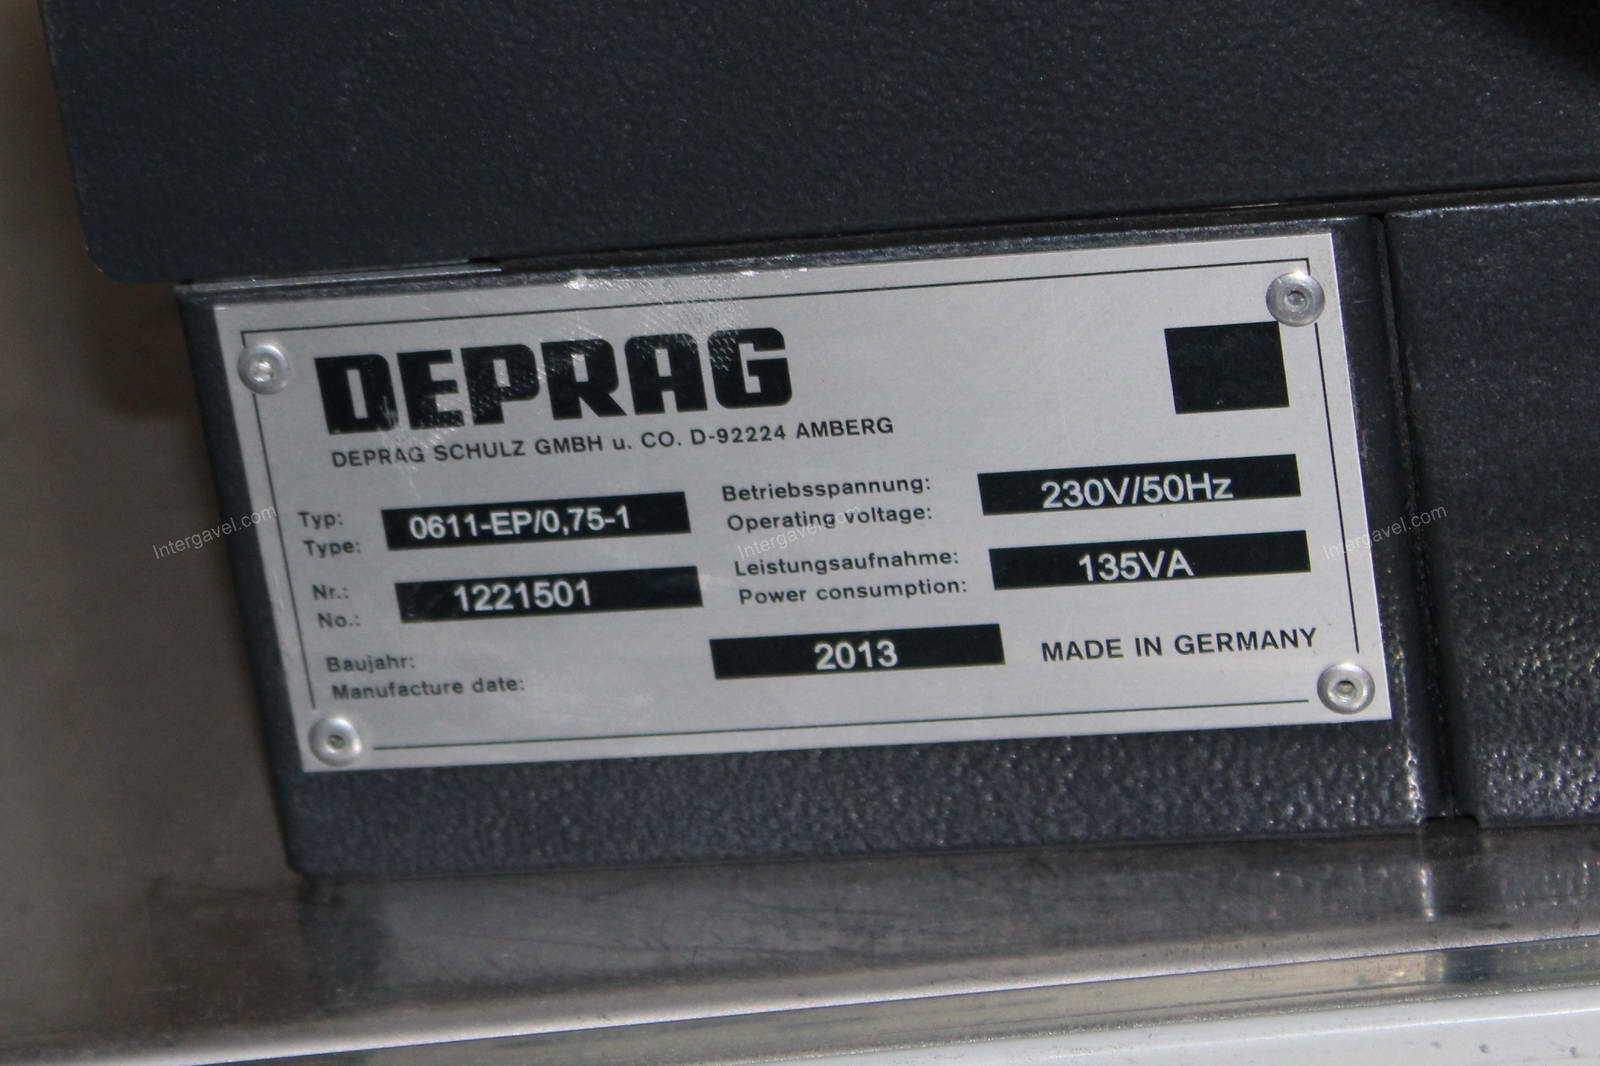 DEPRAG
DEPRAG SCHULZ GMBH u. CO. D-92224 AMBERG
Typ:
Type:
0611-EP/0,75-1
Nr.:
No.:
1221501
Baujahr:
Manufacture date:
2013
Betriebsspannung:
Operating voltage:
230V/50Hz
Leistungsaufnahme:
Power consumption:
135VA
MADE IN GERMANY
Intergavel.com
Intergavel.com
Intergavel.com